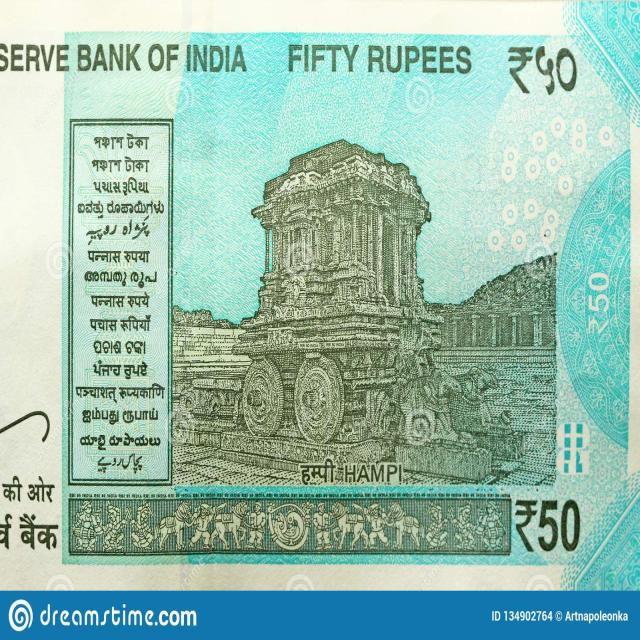 SERVE BANK OF INDIA FIFTY RUPEES ₹५०
পঞ্চাশ টকা
পঞ্চাশ টাকা
પચાસ રૂપિયા
ಐವತ್ತು ರೂಪಾಯಿಗಳು
پنژاہ روپیہ
पन्नास रुपया
അമ്പതു രൂപ
पन्नास रुपये
पचास रूपियाँ
ପଚାଶ ଟଙ୍କା
ਪੰਜਾਹ ਰੁਪਏ
पञ्चाशत् रूप्यकाणि
ஐம்பது ரூபாய்
యాభై రూపాయలు
پچاس روپے
₹50
हम्पी HAMPI
की ओर
र्व बैंक
₹50
dreamstime.com
ID 134902764 © Artnapoleonka